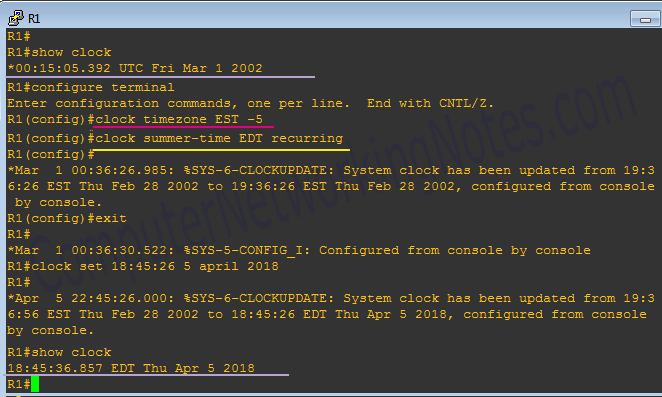 R1
R1#
R1#show clock
*00:15:05.392 UTC Fri Mar 1 2002
R1#configure terminal
Enter configuration commands, one per line.  End with CNTL/Z.
R1(config)#clock timezone EST -5
R1(config)#clock summer-time EDT recurring
R1(config)#
*Mar  1 00:36:26.985: %SYS-6-CLOCKUPDATE: System clock has been updated from 19:3
6:26 EST Thu Feb 28 2002 to 19:36:26 EST Thu Feb 28 2002, configured from console
 by console.
R1(config)#exit
R1#
*Mar  1 00:36:30.522: %SYS-5-CONFIG_I: Configured from console by console
R1#clock set 18:45:26 5 april 2018
R1#
*Apr  5 22:45:26.000: %SYS-6-CLOCKUPDATE: System clock has been updated from 19:3
6:56 EST Thu Feb 28 2002 to 18:45:26 EDT Thu Apr 5 2018, configured from console
by console.
R1#show clock
18:45:36.857 EDT Thu Apr 5 2018
R1#
ComputerNetworkingNotes.com